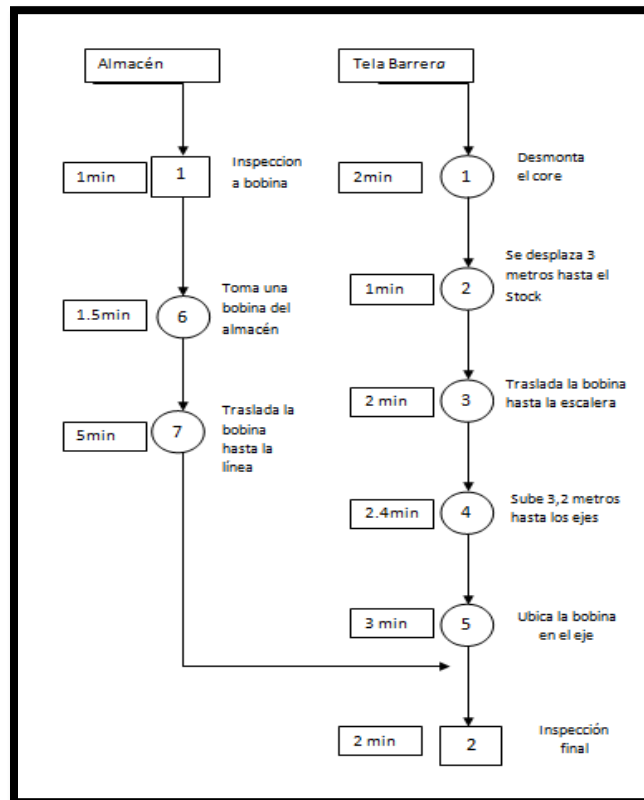 Almacén
Tela Barrera
1min
1
Inspeccion
a bobina
2min
1
Desmonta
el core
1.5min
6
Toma una
bobina del
almacén
1min
2
Se desplaza 3
metros hasta el
Stock
5min
7
Traslada la
bobina
hasta la
línea
2 min
3
Traslada la bobina
hasta la escalera
2.4min
4
Sube 3,2 metros
hasta los ejes
3 min
5
Ubica la bobina
en el eje
2 min
2
Inspección
final